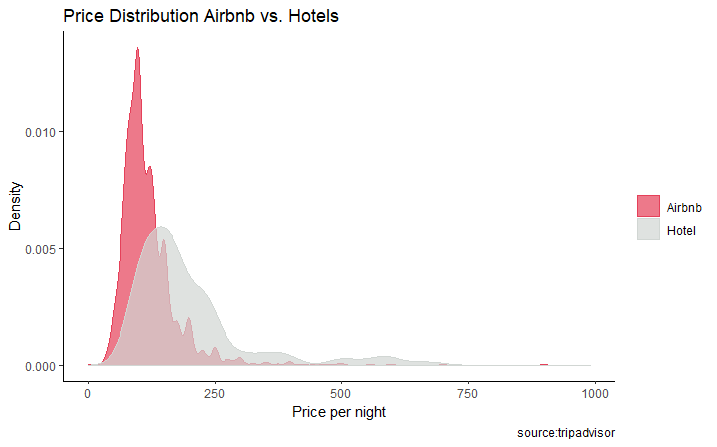 Price Distribution Airbnb vs. Hotels
Density
0.010
0.005
0.000
0
250
500
750
1000
Price per night
Airbnb
Hotel
source:tripadvisor